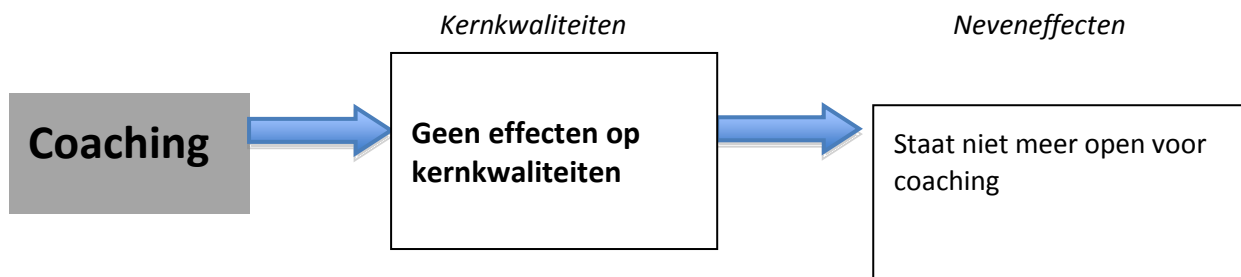 Kernkwaliteiten
Neveneffecten
Coaching
Geen effecten op
kernkwaliteiten
Staat niet meer open voor
coaching